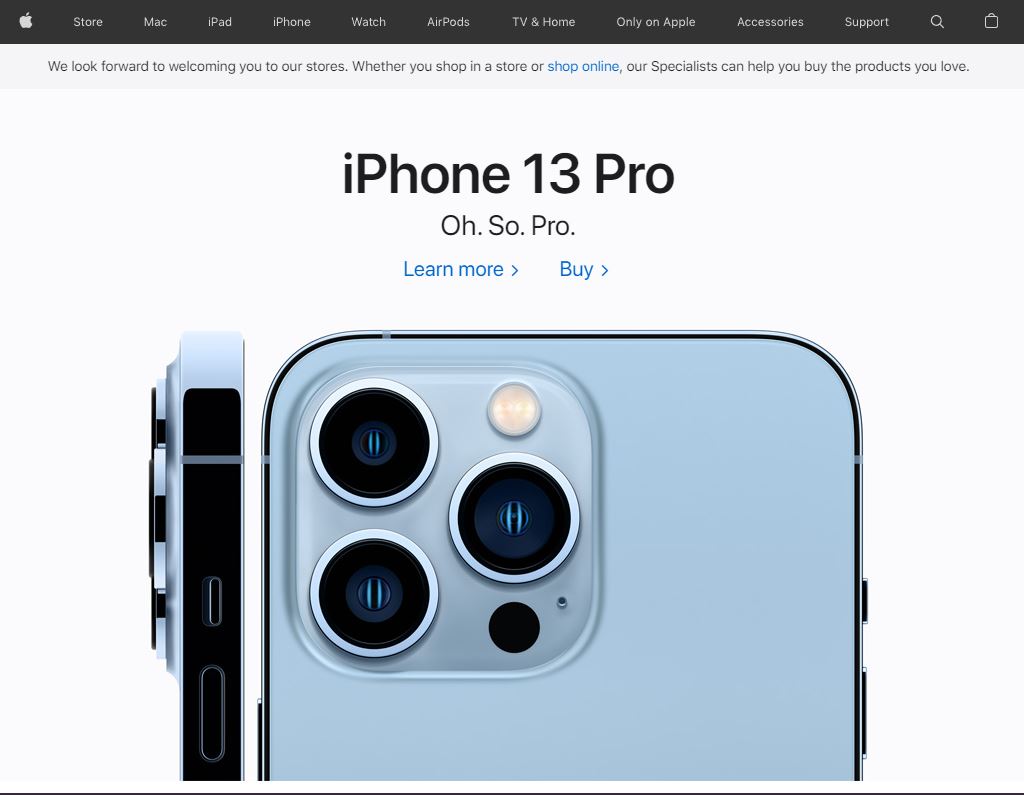 Store Mac iPad iPhone Watch AirPods TV & Home Only on Apple Accessories Support
We look forward to welcoming you to our stores. Whether you shop in a store or shop online, our Specialists can help you buy the products you love.
iPhone 13 Pro
Oh. So. Pro.
Learn more > Buy >